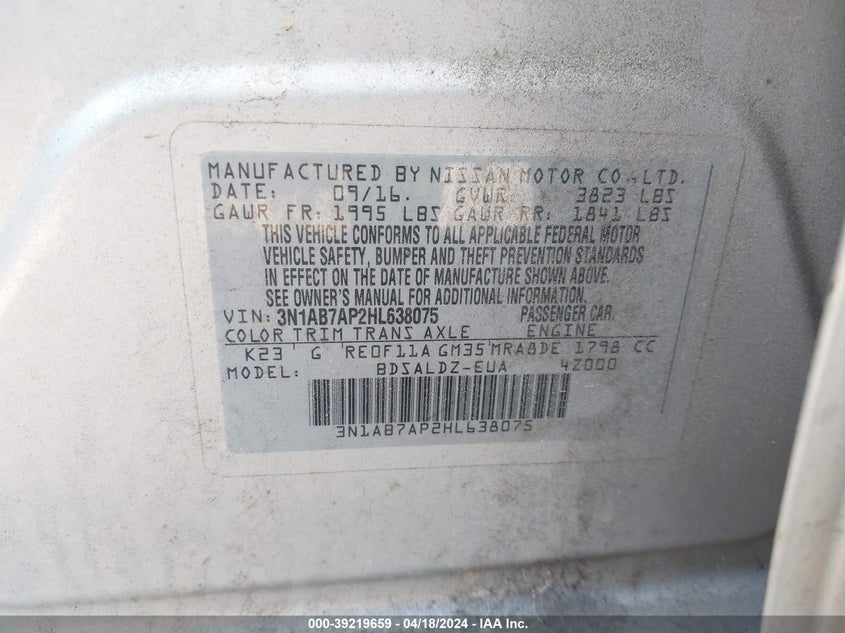 MANUFACTURED BY NISSAN MOTOR CO., LTD.
DATE: 09/16. GVWR: 3823 LBS
GAWR FR: 1995 LBS GAWR RR: 1841 LBS
THIS VEHICLE CONFORMS TO ALL APPLICABLE FEDERAL MOTOR
VEHICLE SAFETY, BUMPER AND THEFT PREVENTION STANDARDS
IN EFFECT ON THE DATE OF MANUFACTURE SHOWN ABOVE.
SEE OWNER'S MANUAL FOR ADDITIONAL INFORMATION.
VIN: 3N1AB7AP2HL638075 PASSENGER CAR
COLOR TRIM TRANS AXLE ENGINE
K23 G RE0F11A GM35 MRA8DE 1798 CC
MODEL: BDSALDZ-EUA 4Z000
3N1AB7AP2HL638075
000-39219659 - 04/18/2024 - IAA Inc.